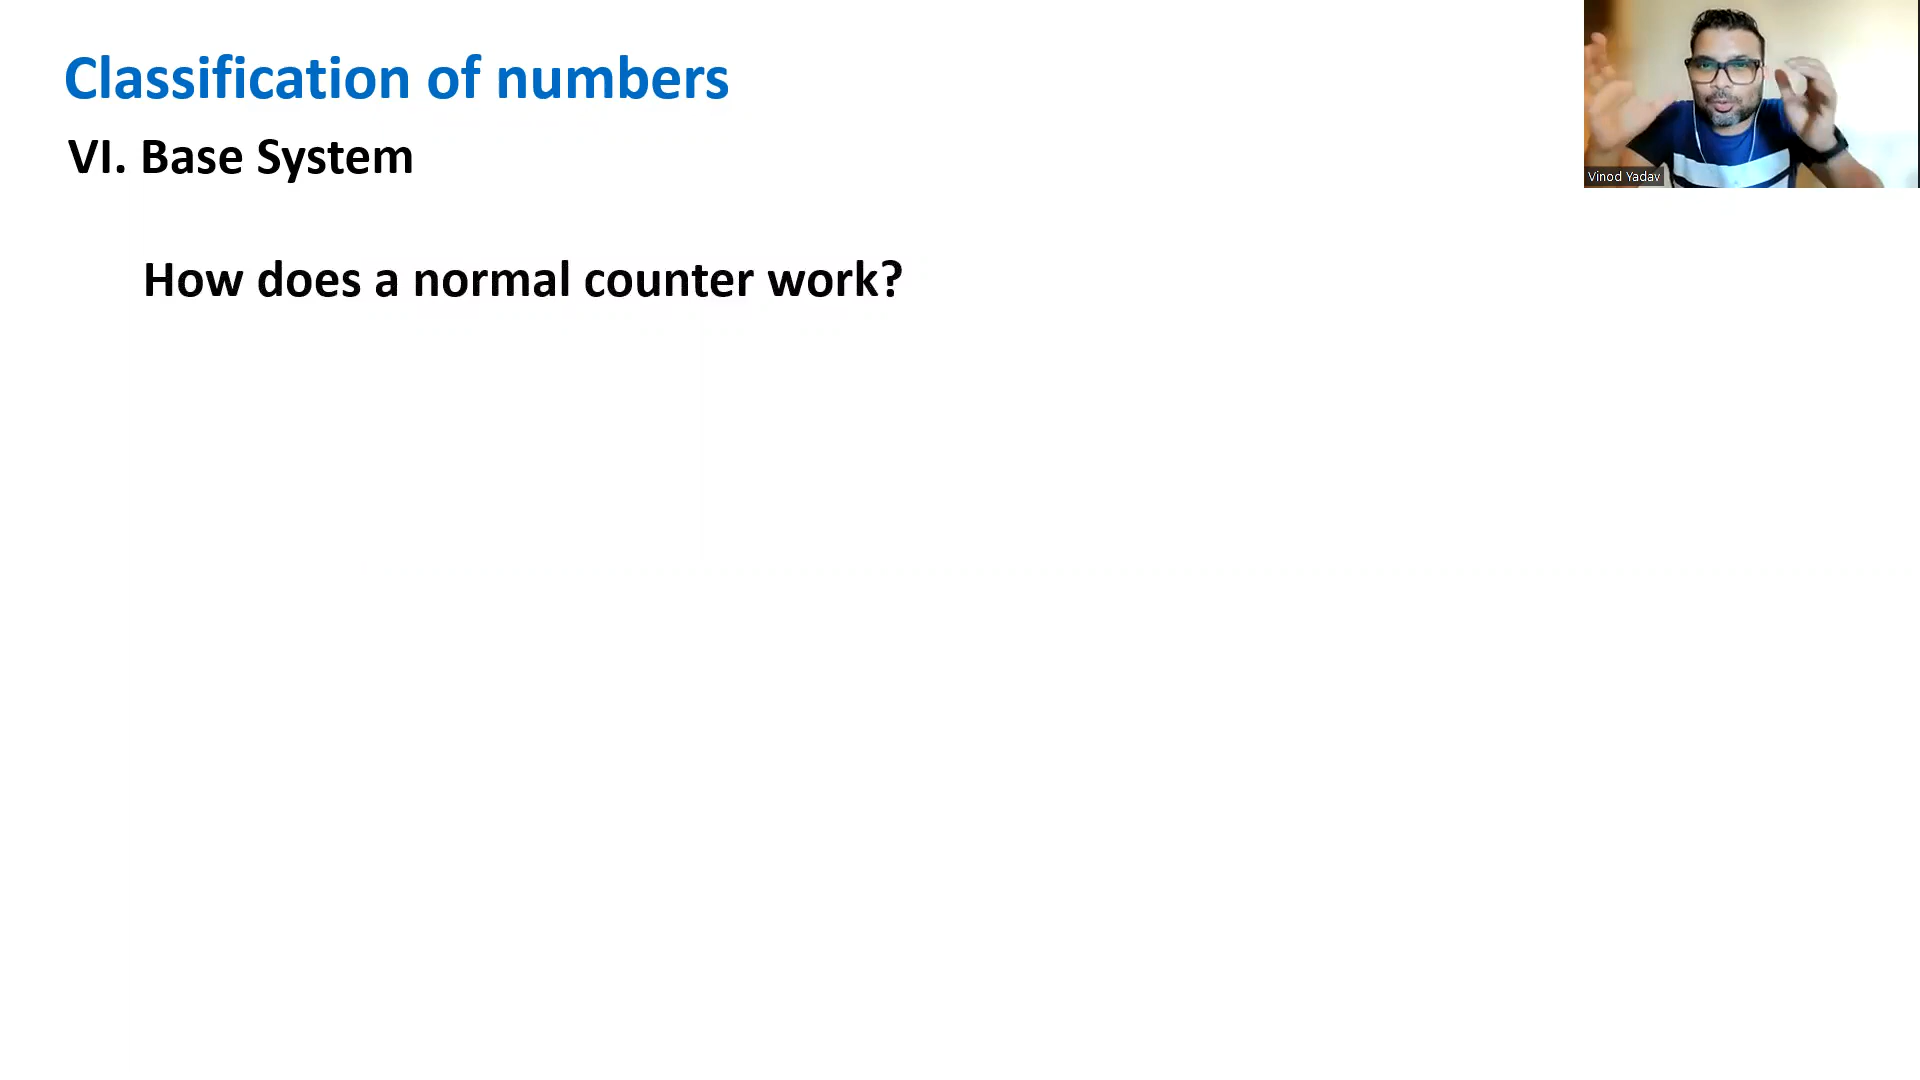 Classification of numbers
VI. Base System
How does a normal counter work?
Vinod Yadav